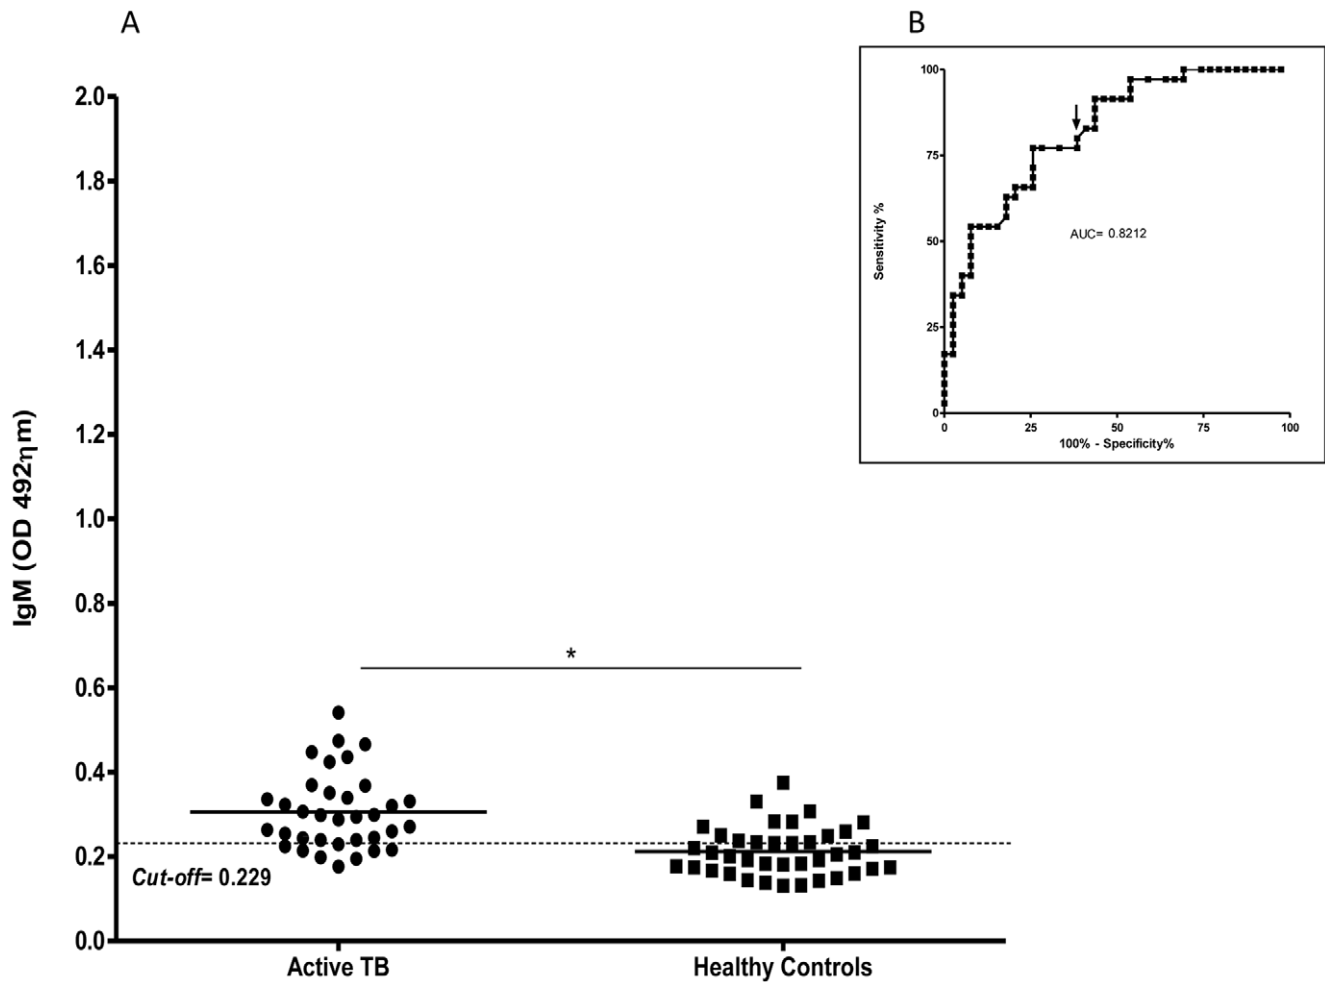 A
B
2.0
1.8
1.6
1.4
1.2
1.0
0.8
0.6
0.4
0.2
0.0
IgM (OD 492ηm)
*
Cut-off= 0.229
Active TB
Healthy Controls
100
75
50
25
0
Sensitivity %
AUC= 0.8212
0
25
50
75
100
100% - Specificity%